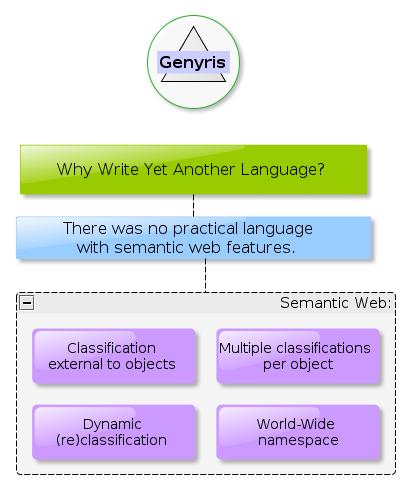 Genyris
Why Write Yet Another Language?
There was no practical language
with semantic web features.
Semantic Web:
Classification
external to objects
Multiple classifications
per object
Dynamic
(re)classification
World-Wide
namespace